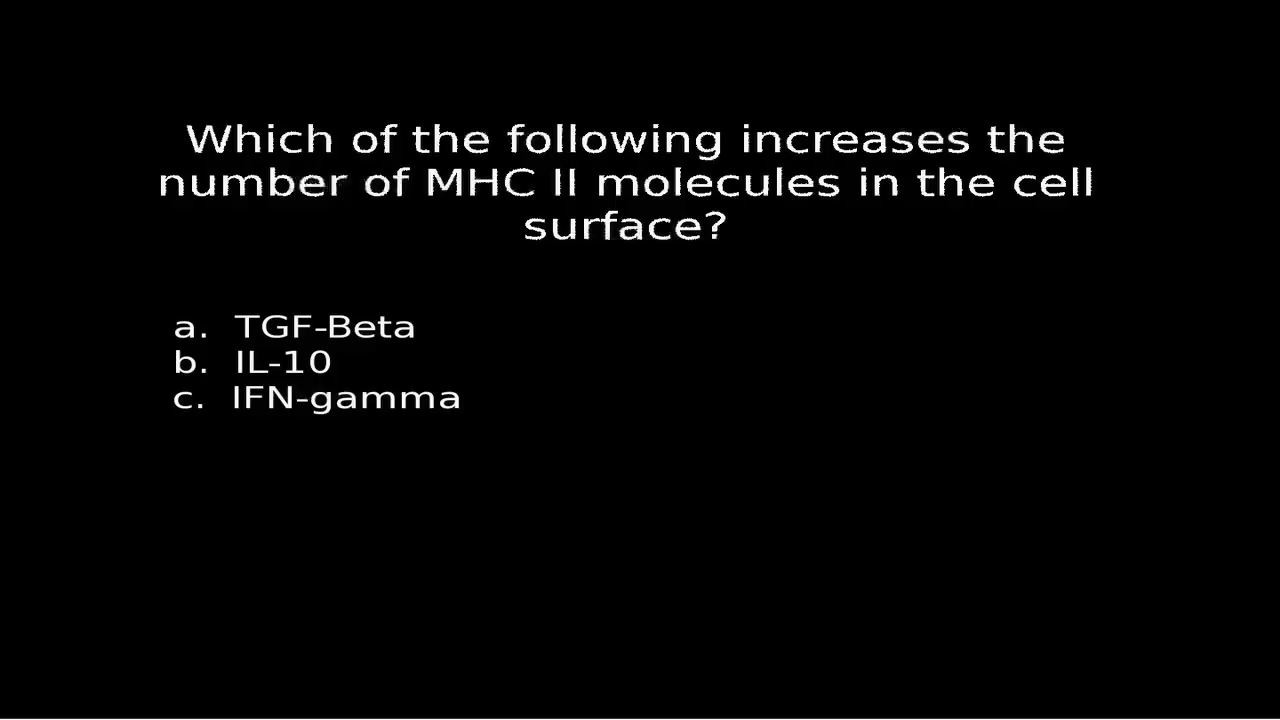 Which of the following increases the
number of MHC II molecules in the cell
surface?
a. TGF-Beta
b. IL-10
c. IFN-gamma